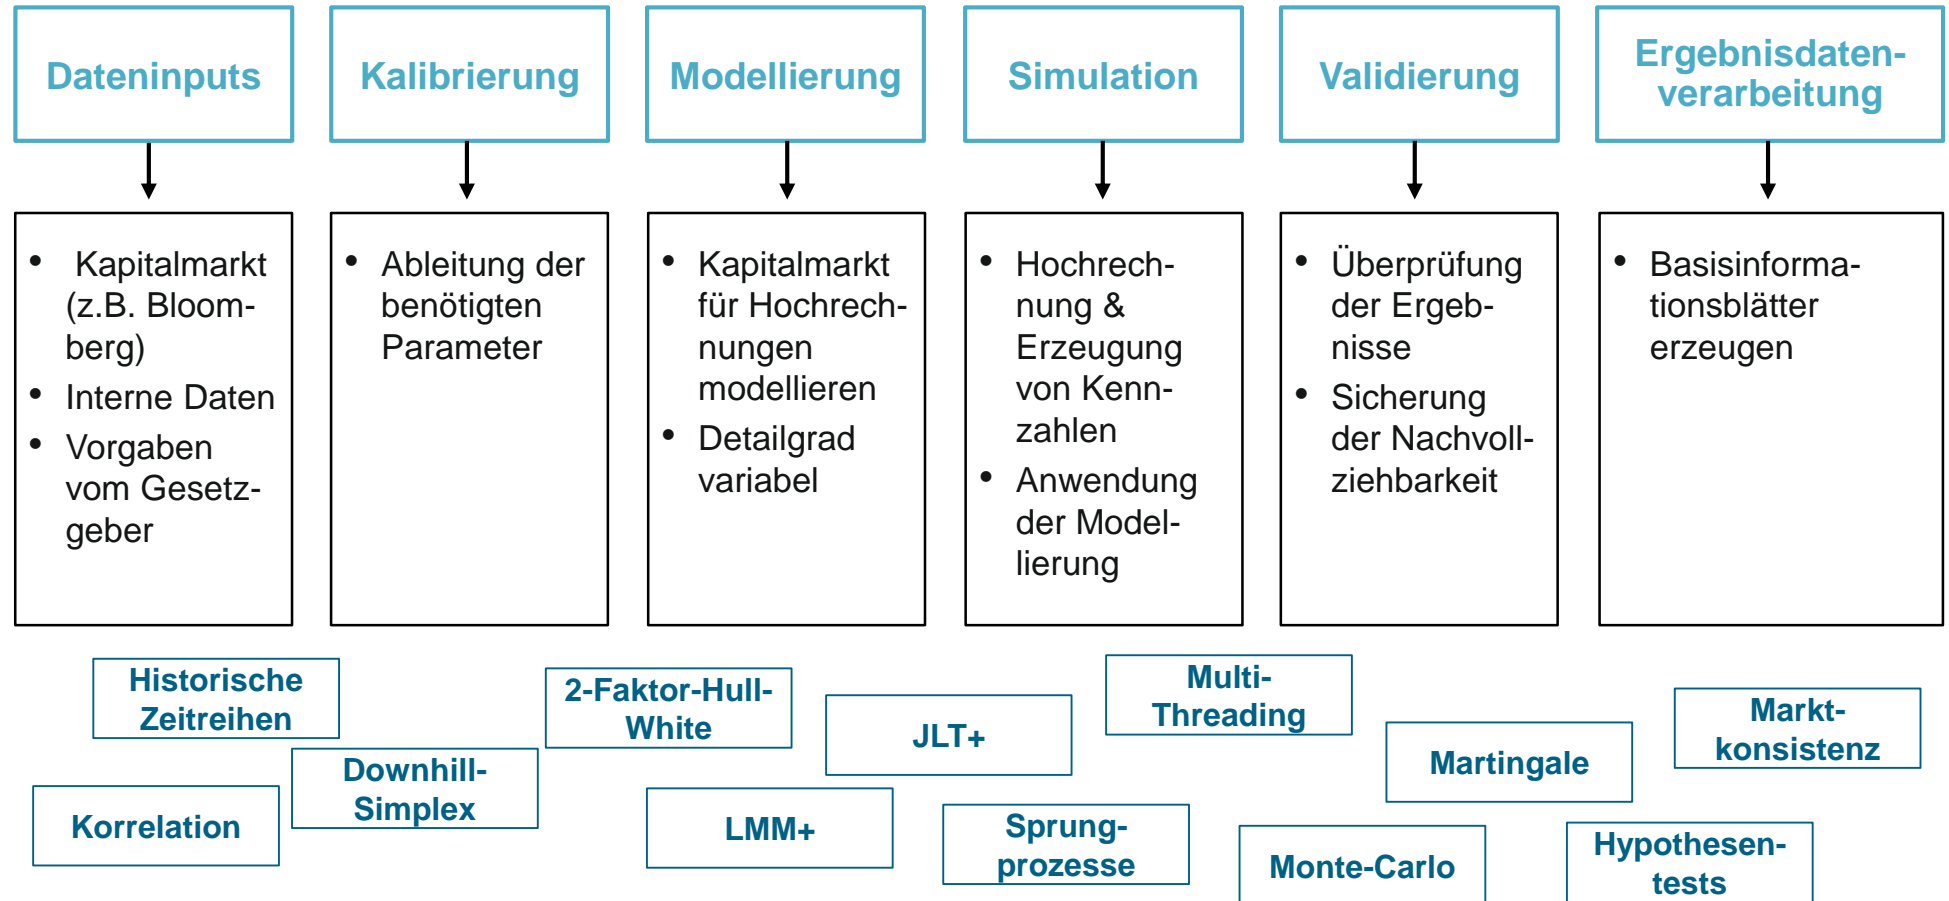 Dateninputs
Kalibrierung
Modellierung
Simulation
Validierung
Ergebnisdaten-
verarbeitung
• Kapitalmarkt
(z.B. Bloom-
berg)
• Interne Daten
• Vorgaben
vom Gesetz-
geber
• Ableitung der
benötigten
Parameter
• Kapitalmarkt
für Hochrech-
nungen
modellieren
• Detailgrad
variabel
• Hochrech-
nung &
Erzeugung
von Kenn-
zahlen
• Anwendung
der Model-
lierung
• Überprüfung
der Ergeb-
nisse
• Sicherung
der Nachvoll-
ziehbarkeit
• Basisinforma-
tionsblätter
erzeugen
Historische
Zeitreihen
Korrelation
Downhill-
Simplex
2-Faktor-Hull-
White
LMM+
JLT+
Sprung-
prozesse
Multi-
Threading
Monte-Carlo
Martingale
Hypothesen-
tests
Markt-
konsistenz